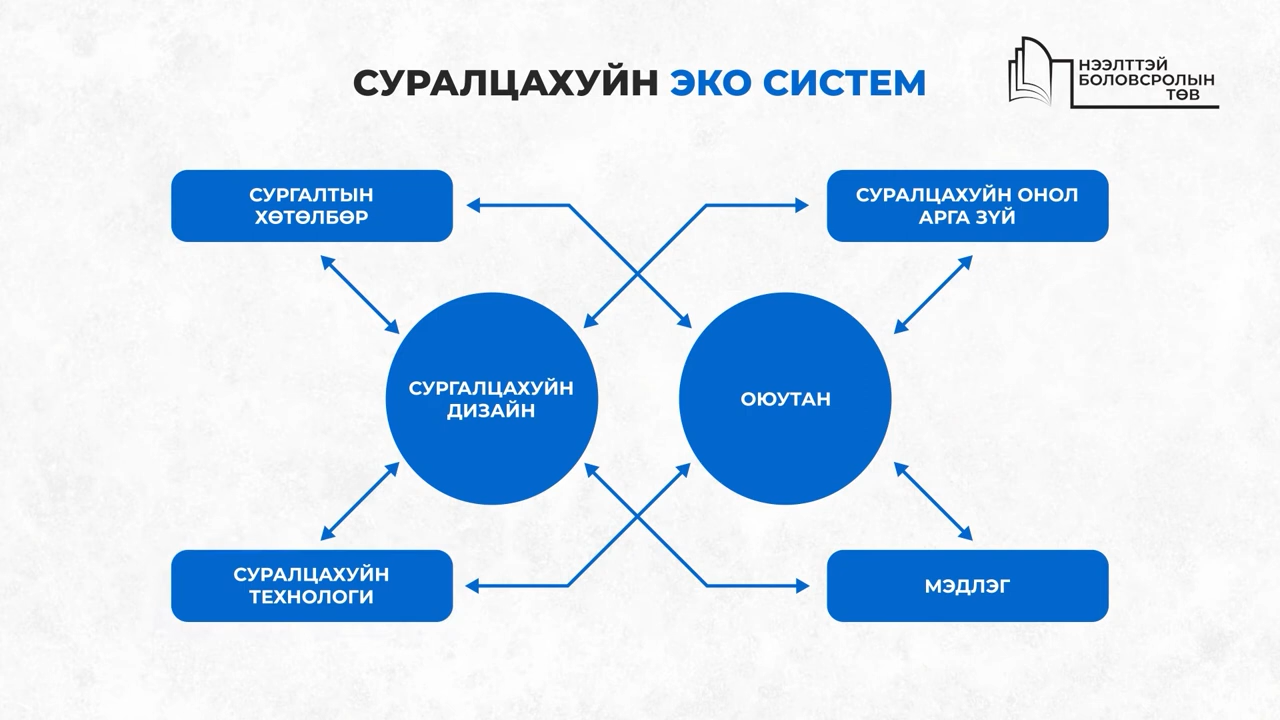 СУРАЛЦАХУЙН ЭКО СИСТЕМ
НЭЭЛТТЭЙ
БОЛОВСРОЛЫН
ТӨВ
СУРГАЛТЫН
ХӨТӨЛБӨР
СУРАЛЦАХУЙН ОНОЛ
АРГА ЗҮЙ
СУРГАЛЦАХУЙН
ДИЗАЙН
ОЮУТАН
СУРАЛЦАХУЙН
ТЕХНОЛОГИ
МЭДЛЭГ